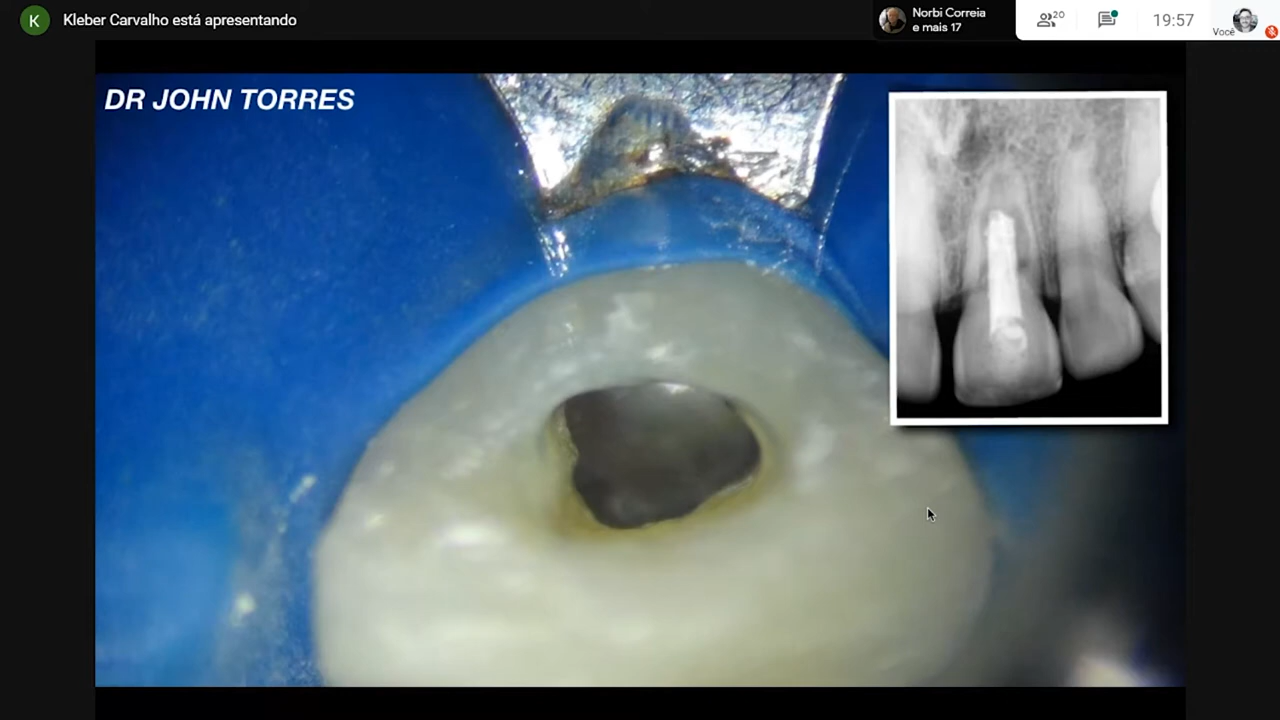 K
Kleber Carvalho está apresentando
Norbi Correia
e mais 17
20
19:57
Você
DR JOHN TORRES